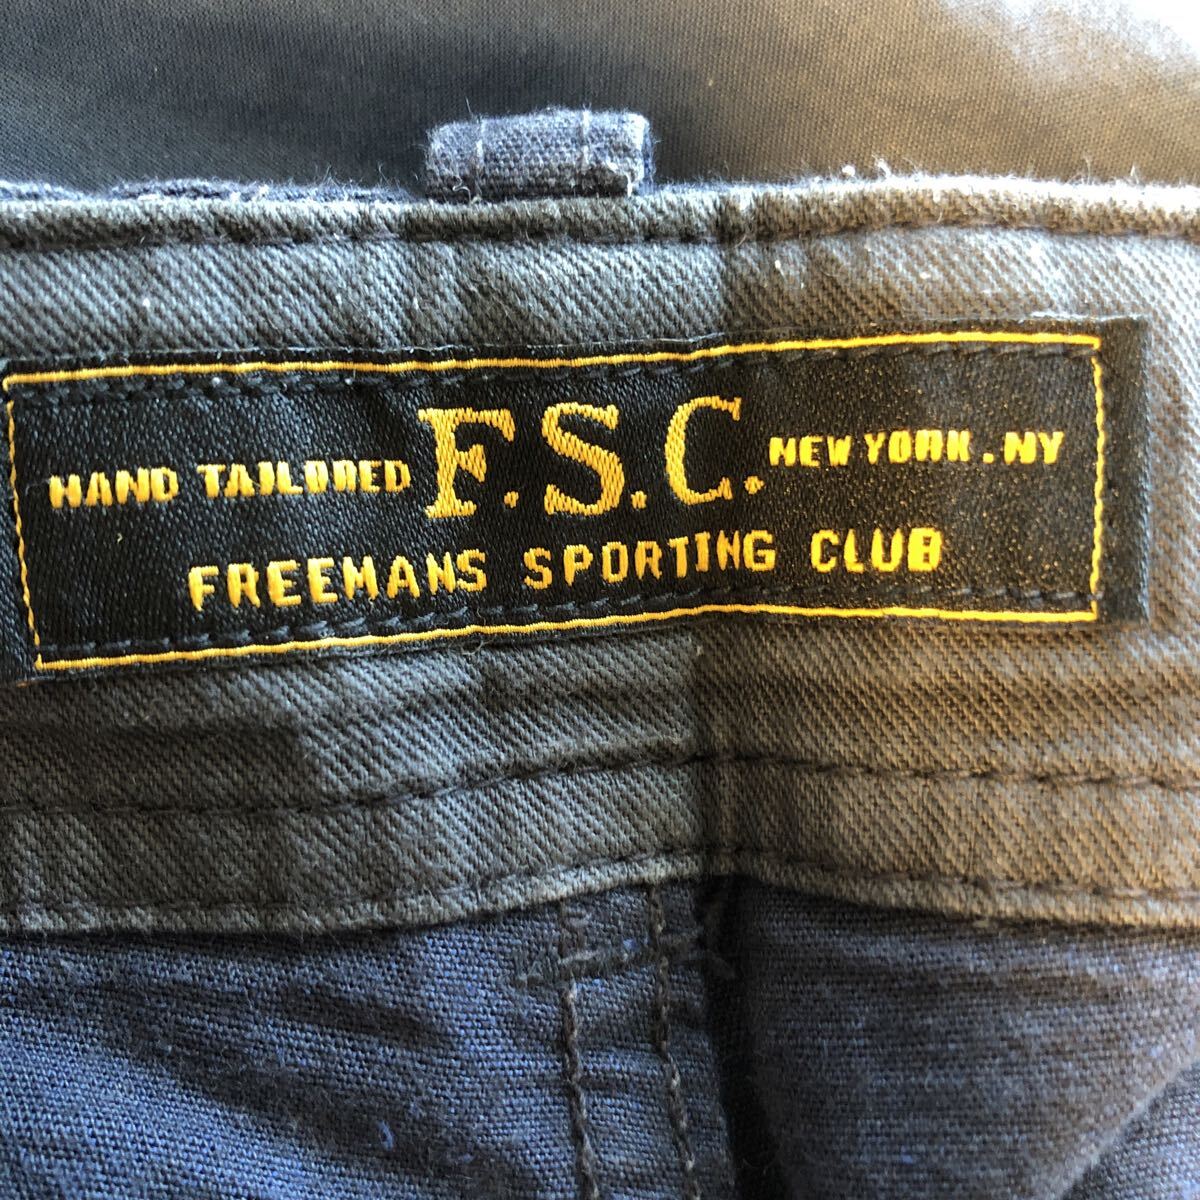 HAND TAILORED F.S.C. NEW YORK. NY
FREEMANS SPORTING CLUB